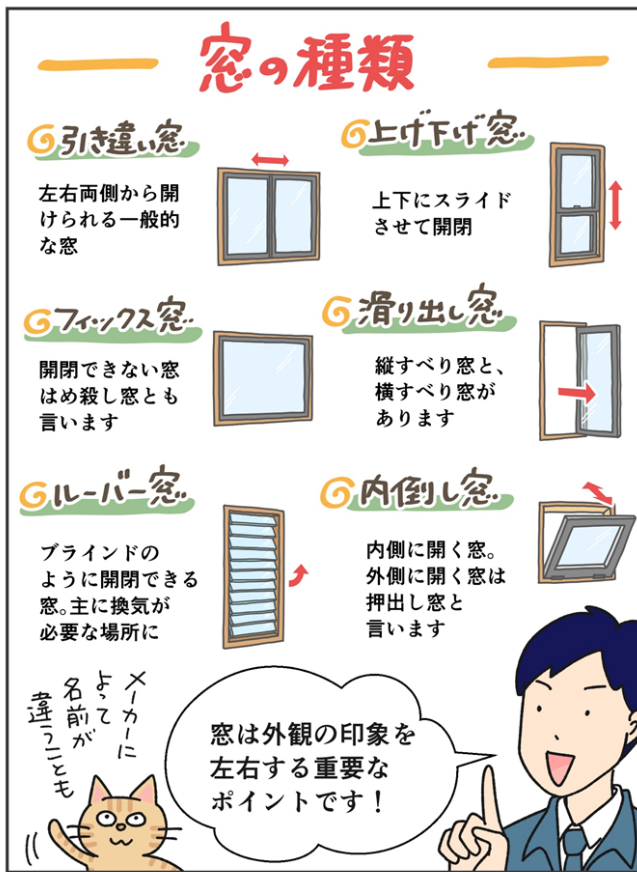 窓の種類
引き違い窓
左右両側から開
けられる一般的
な窓
上げ下げ窓
上下にスライド
させて開閉
フィックス窓
開閉できない窓
はめ殺し窓とも
言います
滑り出し窓
縦すべり窓と、
横すべり窓が
あります
ルーバー窓
ブラインドの
ように開閉できる
窓。主に換気が
必要な場所に
内倒し窓
内側に開く窓。
外側に開く窓は
押出し窓と
言います
メーカーに
よって
名前が
違うことも
窓は外観の印象を
左右する重要な
ポイントです！